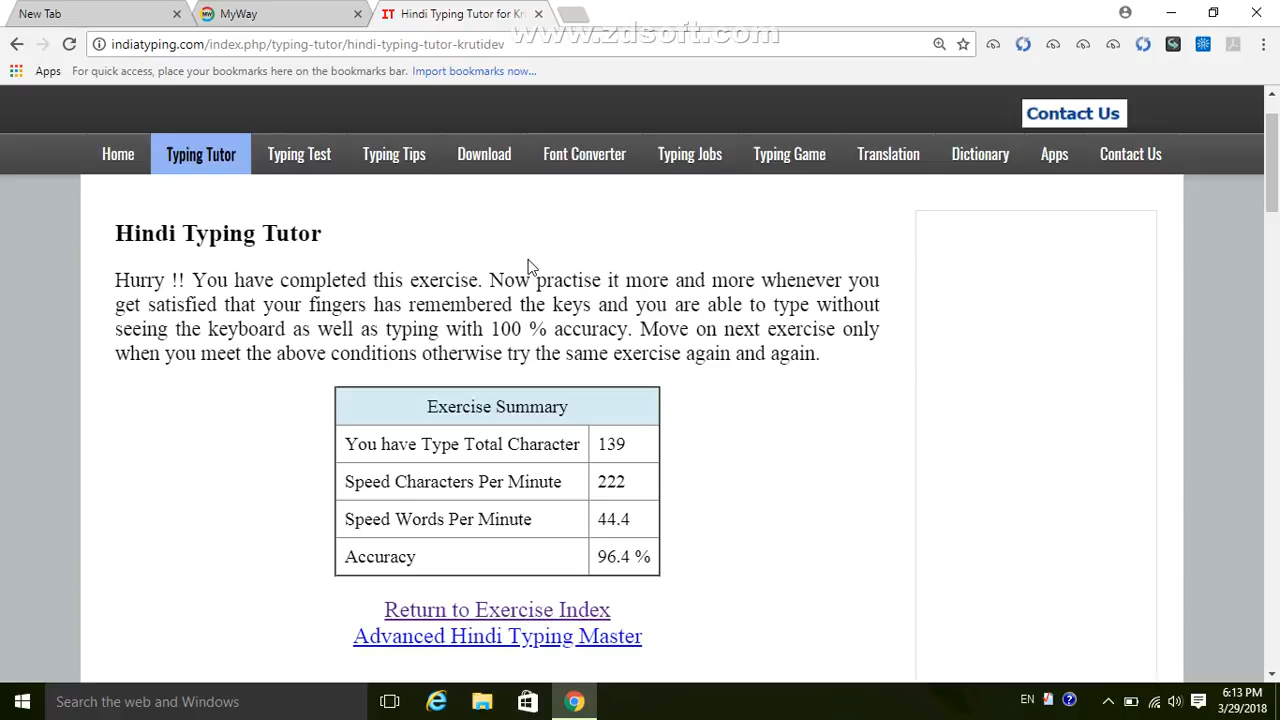 New Tab
MyWay
IT Hindi Typing Tutor for Kr
www.zdsoft.com
indiatyping.com/index.php/typing-tutor/hindi-typing-tutor-krutidev
Apps For quick access, place your bookmarks here on the bookmarks bar. Import bookmarks now...
Contact Us
Home Typing Tutor Typing Test Typing Tips Download Font Converter Typing Jobs Typing Game Translation Dictionary Apps Contact Us
Hindi Typing Tutor
Hurry !! You have completed this exercise. Now practise it more and more whenever you
get satisfied that your fingers has remembered the keys and you are able to type without
seeing the keyboard as well as typing with 100 % accuracy. Move on next exercise only
when you meet the above conditions otherwise try the same exercise again and again.
Exercise Summary
You have Type Total Character 139
Speed Characters Per Minute 222
Speed Words Per Minute 44.4
Accuracy 96.4 %
Return to Exercise Index
Advanced Hindi Typing Master
Search the web and Windows
EN
6:13 PM
3/29/2018